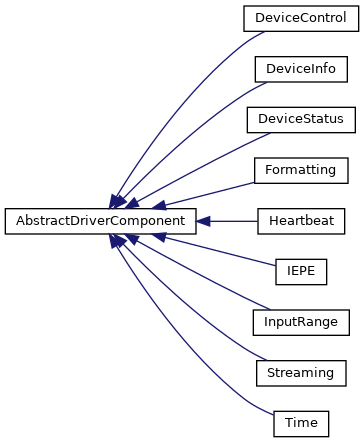 DeviceControl
DeviceInfo
DeviceStatus
Formatting
AbstractDriverComponent
Heartbeat
IEPE
InputRange
Streaming
Time